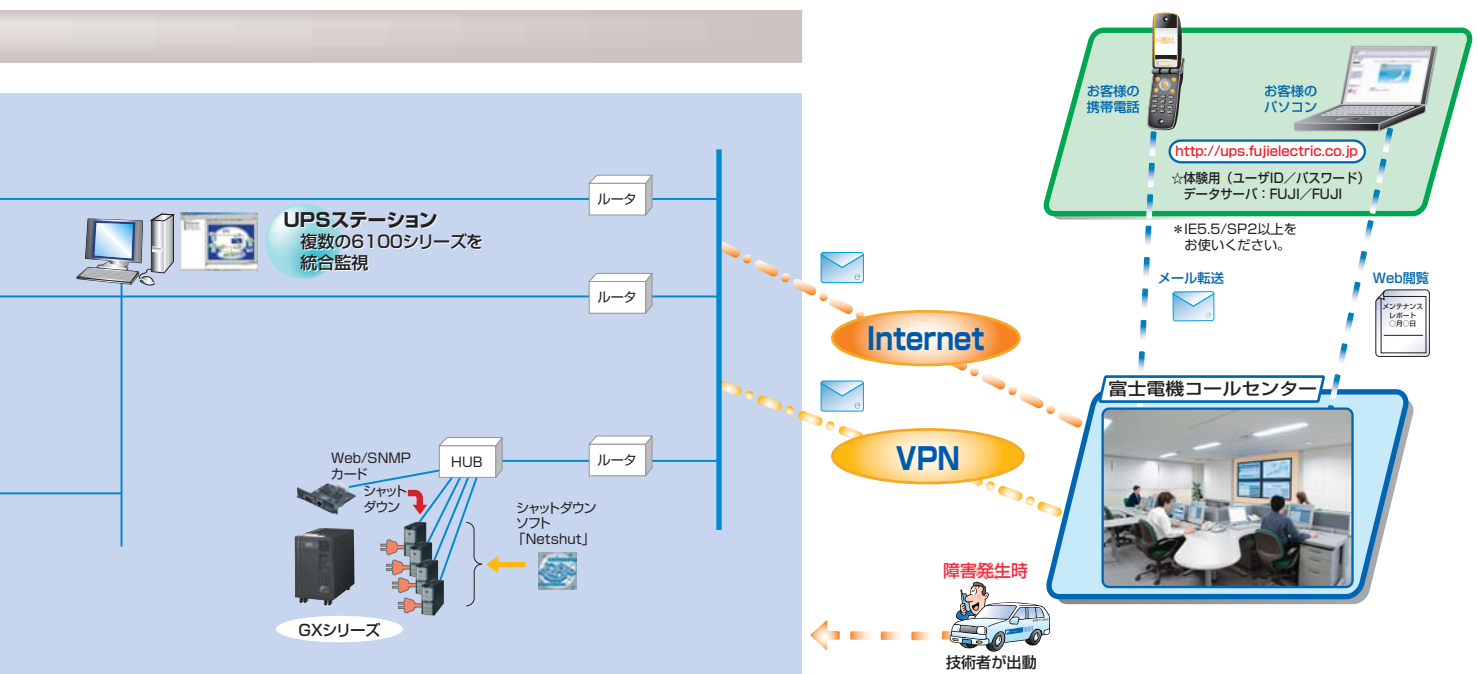 お客様の
携帯電話
お客様の
パソコン
http://ups.fujielectric.co.jp
☆体験用（ユーザID／パスワード）
データサーバ：FUJI／FUJI
＊IE5.5/SP2以上を
お使いください。
ルータ
UPSステーション
複数の6100シリーズを
統合監視
ルータ
メール転送
Web閲覧
メンテナンス
レポート
○月○日
Internet
富士電機コールセンター
VPN
Web/SNMP
カード
HUB
ルータ
シャット
ダウン
シャットダウン
ソフト
「Netshut」
GXシリーズ
障害発生時
技術者が出動